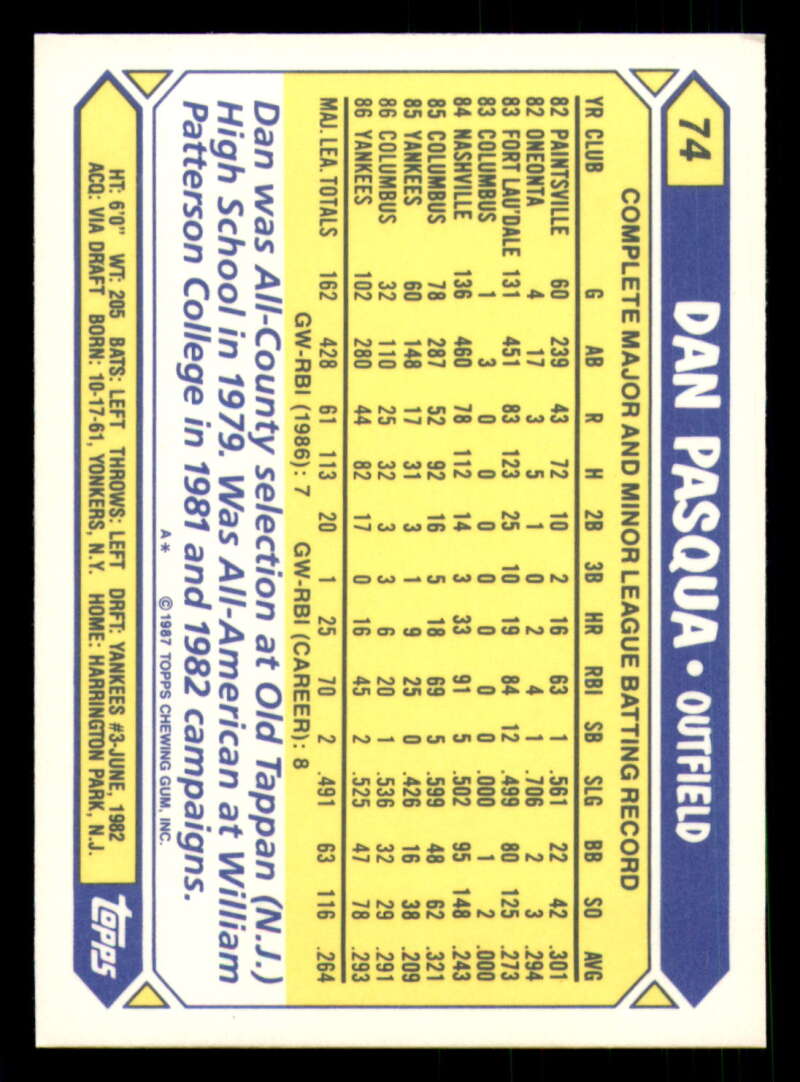 74 DAN PASQUA • OUTFIELD
COMPLETE MAJOR AND MINOR LEAGUE BATTING RECORD
YR CLUB G AB R H 2B 3B HR RBI SB SLG BB SO AVG
82 PAINTSVILLE 60 239 43 72 10 2 16 63 1 .561 22 42 .301
82 ONEONTA 4 17 3 5 1 0 2 4 1 .706 2 3 .294
83 FORT LAU'DALE 131 451 83 123 25 10 19 84 12 .499 80 125 .273
83 COLUMBUS 1 3 0 0 0 0 0 0 0 .000 1 2 .000
84 NASHVILLE 136 460 78 112 14 3 33 91 5 .502 95 148 .243
85 COLUMBUS 78 287 52 92 16 5 18 69 5 .599 48 62 .321
85 YANKEES 60 148 17 31 3 1 9 25 0 .426 16 38 .209
86 COLUMBUS 32 110 25 32 3 3 6 20 1 .536 32 29 .291
86 YANKEES 102 280 44 82 17 0 16 45 2 .525 47 78 .293
MAJ. LEA. TOTALS 162 428 61 113 20 1 25 70 2 .491 63 116 .264
GW-RBI (1986): 7 GW-RBI (CAREER): 8
Dan was All-County selection at Old Tappan (N.J.)
High School in 1979. Was All-American at William
Patterson College in 1981 and 1982 campaigns.
A* © 1987 TOPPS CHEWING GUM, INC.
HT: 6'0" WT: 205 BATS: LEFT THROWS: LEFT DRFT: YANKEES #3-JUNE, 1982
ACQ: VIA DRAFT BORN: 10-17-61, YONKERS, N.Y. HOME: HARRINGTON PARK, N.J.
topps